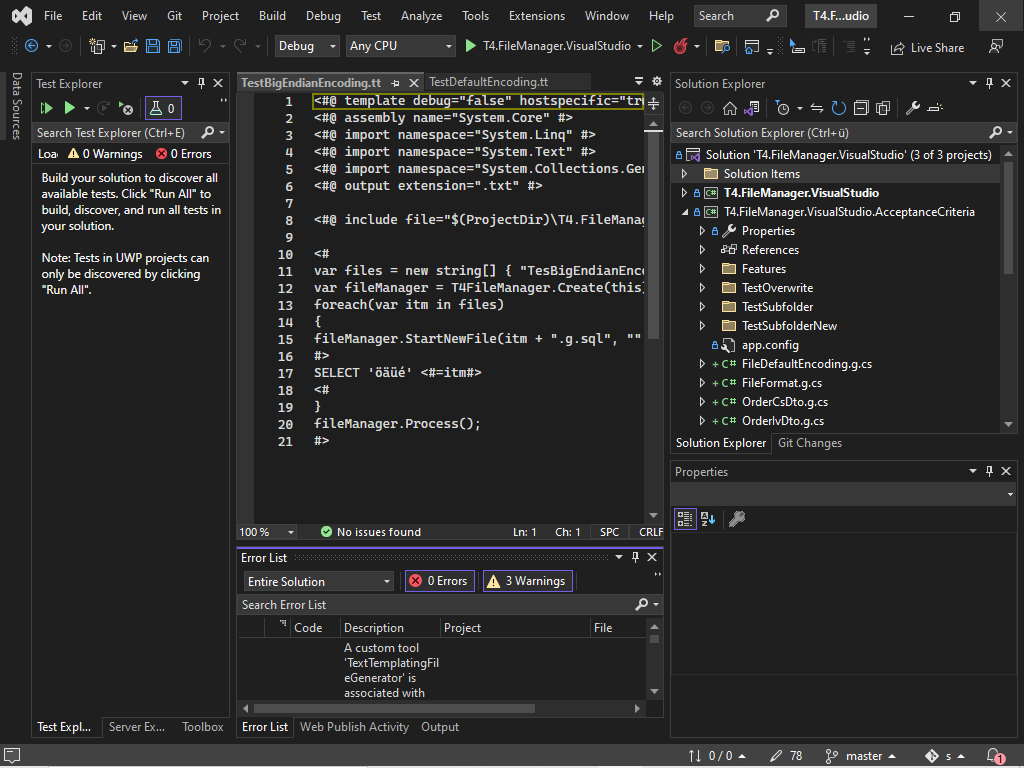 File Edit View Git Project Build Debug Test Analyze Tools Extensions Window Help Search T4.F...udio
Debug Any CPU T4.FileManager.VisualStudio Live Share
Data Sources
Test Explorer
0
Search Test Explorer (Ctrl+E)
Loa 0 Warnings 0 Errors
Build your solution to discover all
available tests. Click "Run All" to
build, discover, and run all tests in
your solution.
Note: Tests in UWP projects can
only be discovered by clicking
"Run All".
Test Expl... Server Ex... Toolbox
TestBigEndianEncoding.tt TestDefaultEncoding.tt
1 <#@ template debug="false" hostspecific="tr
2 <#@ assembly name="System.Core" #>
3 <#@ import namespace="System.Linq" #>
4 <#@ import namespace="System.Text" #>
5 <#@ import namespace="System.Collections.Gen
6 <#@ output extension=".txt" #>
7
8 <#@ include file="$(ProjectDir)\T4.FileManag
9
10 <#
11 var files = new string[] { "TesBigEndianEnc
12 var fileManager = T4FileManager.Create(this)
13 foreach(var itm in files)
14 {
15 fileManager.StartNewFile(itm + ".g.sql", ""
16 #>
17 SELECT 'öäüé' <#=itm#>
18 <#
19 }
20 fileManager.Process();
21 #>
100 % No issues found Ln: 1 Ch: 1 SPC CRLF
Error List
Entire Solution 0 Errors 3 Warnings
Search Error List
Code Description Project File
A custom tool
'TextTemplatingFil
eGenerator' is
associated with
Error List Web Publish Activity Output
Solution Explorer
Search Solution Explorer (Ctrl+ü)
Solution 'T4.FileManager.VisualStudio' (3 of 3 projects)
Solution Items
C# T4.FileManager.VisualStudio
C# T4.FileManager.VisualStudio.AcceptanceCriteria
Properties
References
Features
TestOverwrite
TestSubfolder
TestSubfolderNew
app.config
+ C# FileDefaultEncoding.g.cs
+ C# FileFormat.g.cs
+ C# OrderCsDto.g.cs
+ C# OrderlvDto.g.cs
Solution Explorer Git Changes
Properties
0 / 0 78 master s 1